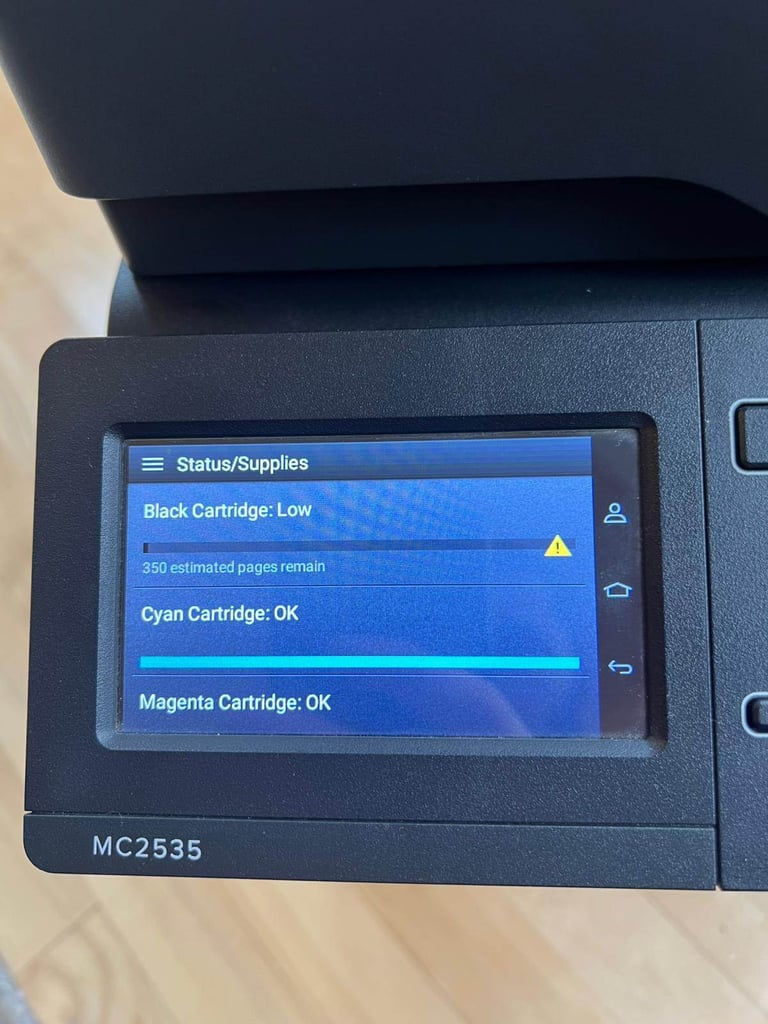 Status/Supplies
Black Cartridge: Low
350 estimated pages remain
Cyan Cartridge: OK
Magenta Cartridge: OK
MC2535